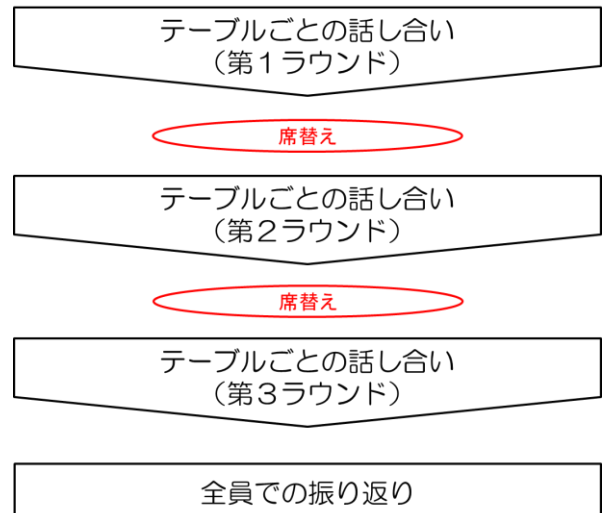 テーブルごとの話し合い
（第１ラウンド）
席替え
テーブルごとの話し合い
（第２ラウンド）
席替え
テーブルごとの話し合い
（第３ラウンド）
全員での振り返り